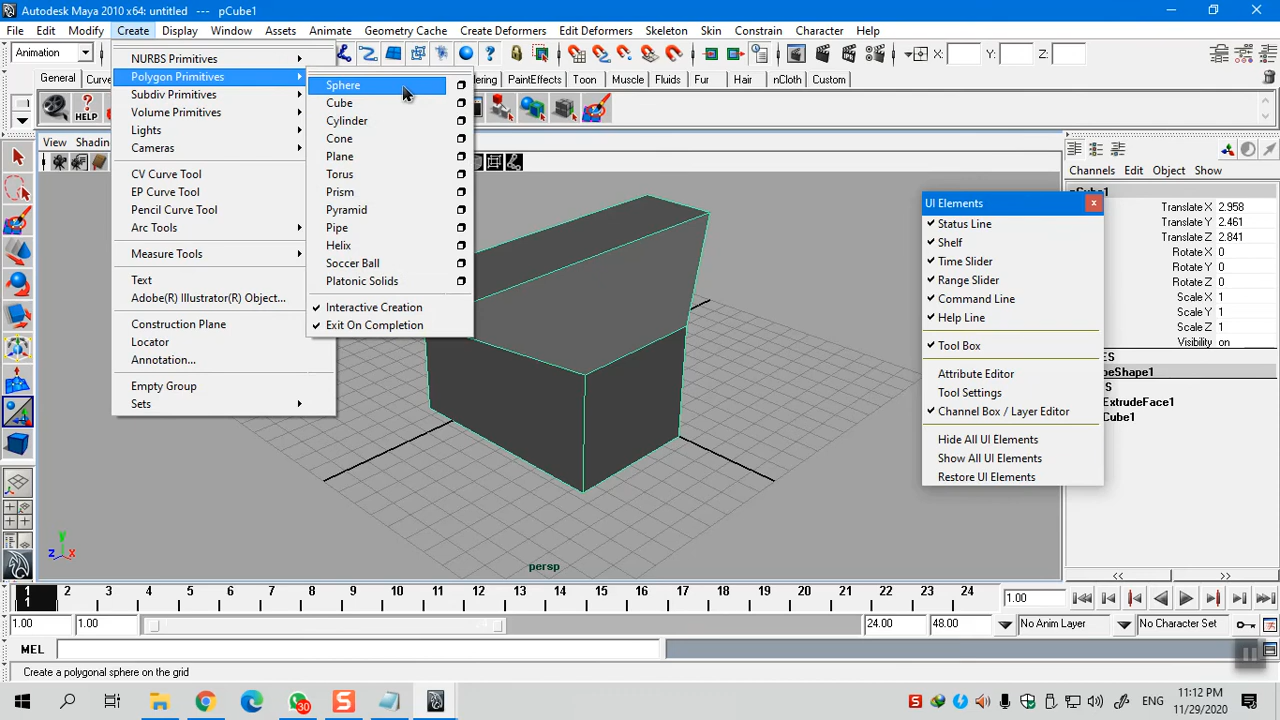 Autodesk Maya 2010 x64: untitled   ---   pCube1
File Edit Modify Create Display Window Assets Animate Geometry Cache Create Deformers Edit Deformers Skeleton Skin Constrain Character Help
Animation X: Y: Z:
General Curve PaintEffects Toon Muscle Fluids Fur Hair nCloth Custom
HELP
NURBS Primitives
Polygon Primitives
Subdiv Primitives
Volume Primitives
Lights
Cameras
CV Curve Tool
EP Curve Tool
Pencil Curve Tool
Arc Tools
Measure Tools
Text
Adobe(R) Illustrator(R) Object...
Construction Plane
Locator
Annotation...
Empty Group
Sets
Sphere
Cube
Cylinder
Cone
Plane
Torus
Prism
Pyramid
Pipe
Helix
Soccer Ball
Platonic Solids
Interactive Creation
Exit On Completion
View Shadin
UI Elements
Status Line
Shelf
Time Slider
Range Slider
Command Line
Help Line
Tool Box
Attribute Editor
Tool Settings
Channel Box / Layer Editor
Hide All UI Elements
Show All UI Elements
Restore UI Elements
Channels Edit Object Show
Translate X 2.958
Translate Y 2.461
Translate Z 2.841
Rotate X 0
Rotate Y 0
Rotate Z 0
Scale X 1
Scale Y 1
Scale Z 1
Visibility on
ES
peShape1
S
ExtrudeFace1
Cube1
y
z x
persp
1 2 3 4 5 6 7 8 9 10 11 12 13 14 15 16 17 18 19 20 21 22 23 24
1 1.00
1.00 1.00 24.00 48.00 No Anim Layer No Character Set
MEL
Create a polygonal sphere on the grid
30
11:12 PM
11/29/2020